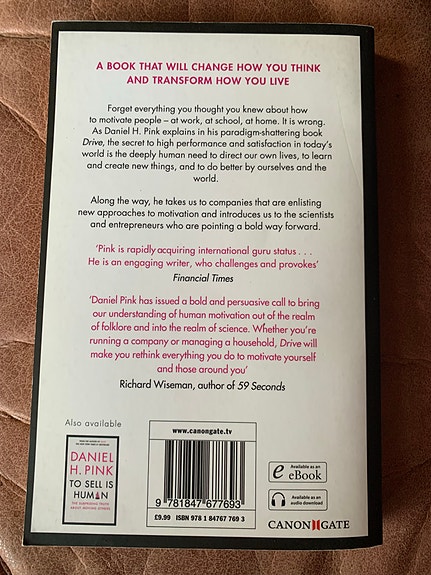 A BOOK THAT WILL CHANGE HOW YOU THINK
AND TRANSFORM HOW YOU LIVE
Forget everything you thought you knew about how
to motivate people – at work, at school, at home. It is wrong.
As Daniel H. Pink explains in his paradigm-shattering book
Drive, the secret to high performance and satisfaction in today's
world is the deeply human need to direct our own lives, to learn
and create new things, and to do better by ourselves and the
world.
Along the way, he takes us to companies that are enlisting
new approaches to motivation and introduces us to the scientists
and entrepreneurs who are pointing a bold way forward.
'Pink is rapidly acquiring international guru status . . .
He is an engaging writer, who challenges and provokes'
Financial Times
'Daniel Pink has issued a bold and persuasive call to bring
our understanding of human motivation out of the realm
of folklore and into the realm of science. Whether you're
running a company or managing a household, Drive will
make you rethink everything you do to motivate yourself
and those around you'
Richard Wiseman, author of 59 Seconds
Also available
DANIEL
H. PINK
TO SELL IS
HUMAN
THE SURPRISING TRUTH
ABOUT MOVING OTHERS
www.canongate.tv
9 781847 677693
£9.99 ISBN 978 1 84767 769 3
Available as an
eBook
Available as an
audio download
CANONGATE